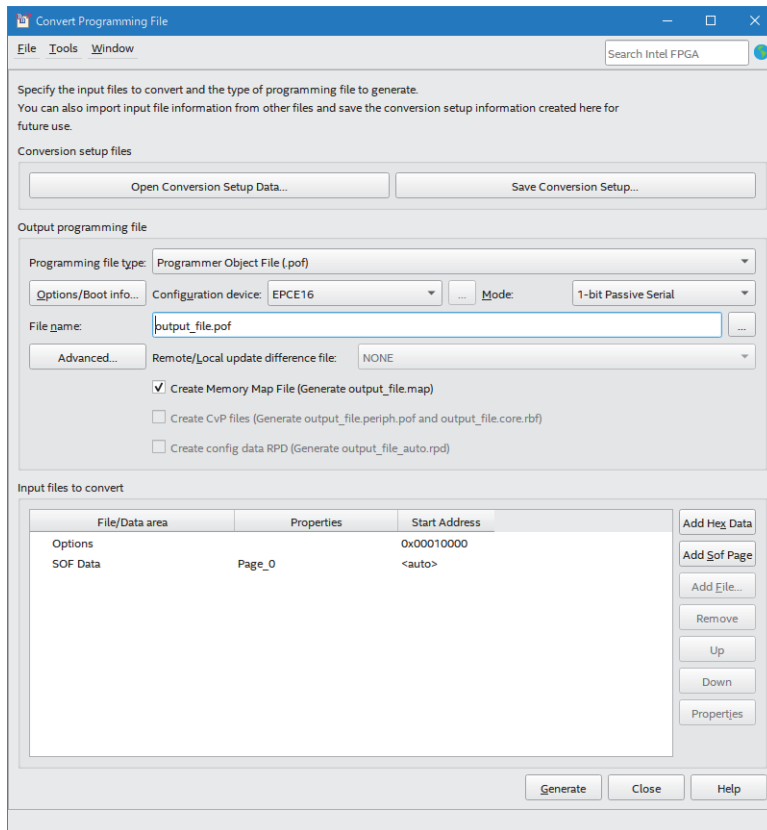 Convert Programming File
File Tools Window
Search Intel FPGA
Specify the input files to convert and the type of programming file to generate.
You can also import input file information from other files and save the conversion setup information created here for
future use.
Conversion setup files
Open Conversion Setup Data... Save Conversion Setup...
Output programming file
Programming file type: Programmer Object File (.pof)
Options/Boot info... Configuration device: EPCE16 ... Mode: 1-bit Passive Serial
File name: output_file.pof ...
Advanced... Remote/Local update difference file: NONE
Create Memory Map File (Generate output_file.map)
Create CvP files (Generate output_file.periph.pof and output_file.core.rbf)
Create config data RPD (Generate output_file_auto.rpd)
Input files to convert
File/Data area Properties Start Address
Options 0x00010000
SOF Data Page_0 <auto>
Add Hex Data
Add Sof Page
Add File...
Remove
Up
Down
Properties
Generate Close Help